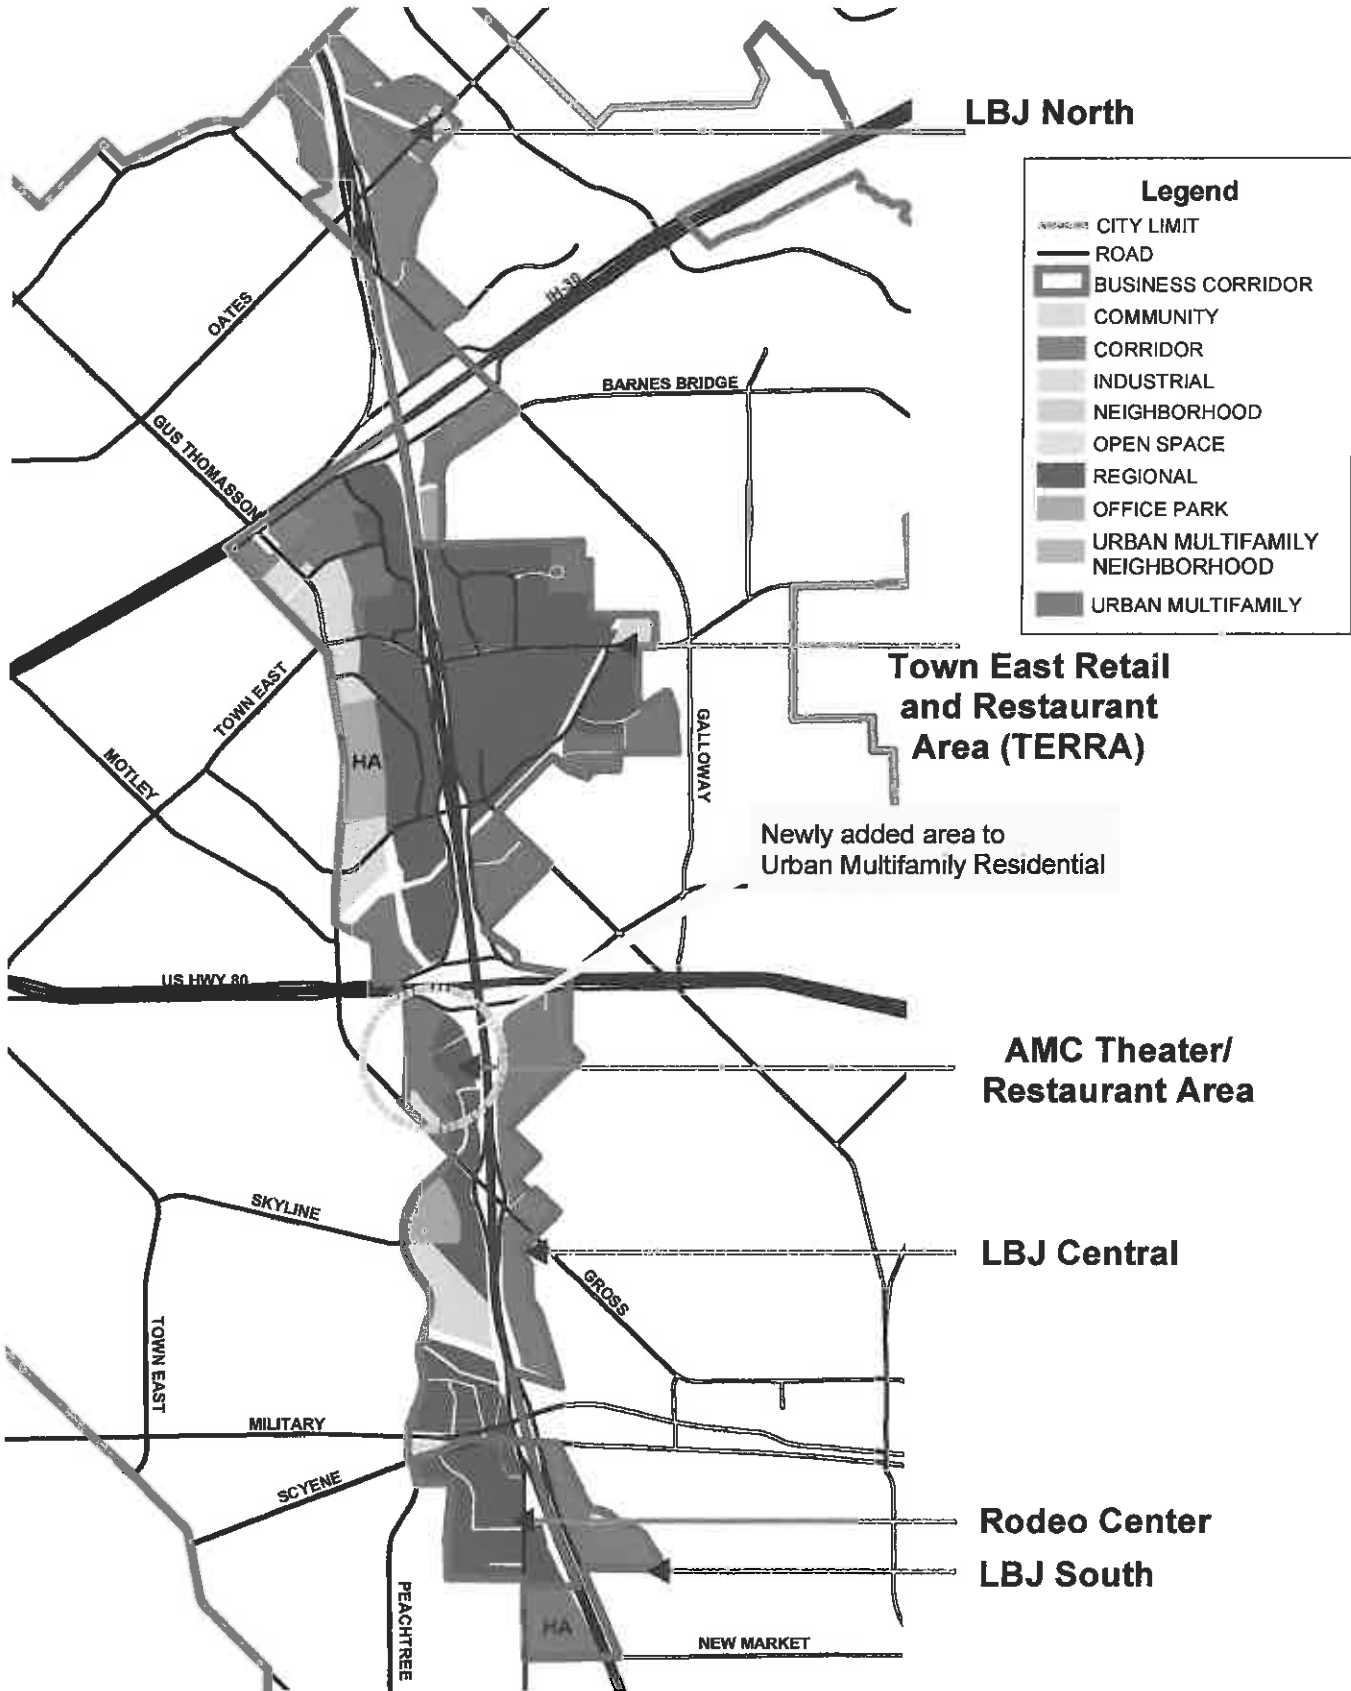 LBJ North
Legend
CITY LIMIT
ROAD
BUSINESS CORRIDOR
COMMUNITY
CORRIDOR
INDUSTRIAL
NEIGHBORHOOD
OPEN SPACE
REGIONAL
OFFICE PARK
URBAN MULTIFAMILY
NEIGHBORHOOD
URBAN MULTIFAMILY
OATES
IH-30
BARNES BRIDGE
GUS THOMASSON
TOWN EAST
Town East Retail
and Restaurant
Area (TERRA)
GALLOWAY
HA
MOTLEY
Newly added area to
Urban Multifamily Residential
US HWY 80
AMC Theater/
Restaurant Area
SKYLINE
LBJ Central
GROSS
TOWN EAST
MILITARY
SCYENE
Rodeo Center
LBJ South
PEACHTREE
HA
NEW MARKET